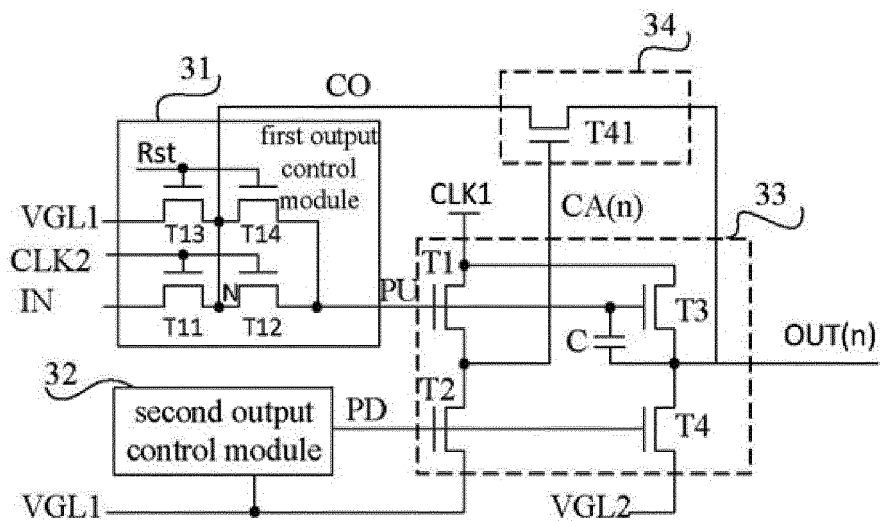 34
31
CO
first output
control
module
Rst
T41
VGL1
T13
T14
CLK1
CA(n)
33
CLK2
T1
IN
N
PU
T3
T11
T12
C
OUT(n)
32
T2
second output
control module
PD
T4
VGL1
VGL2